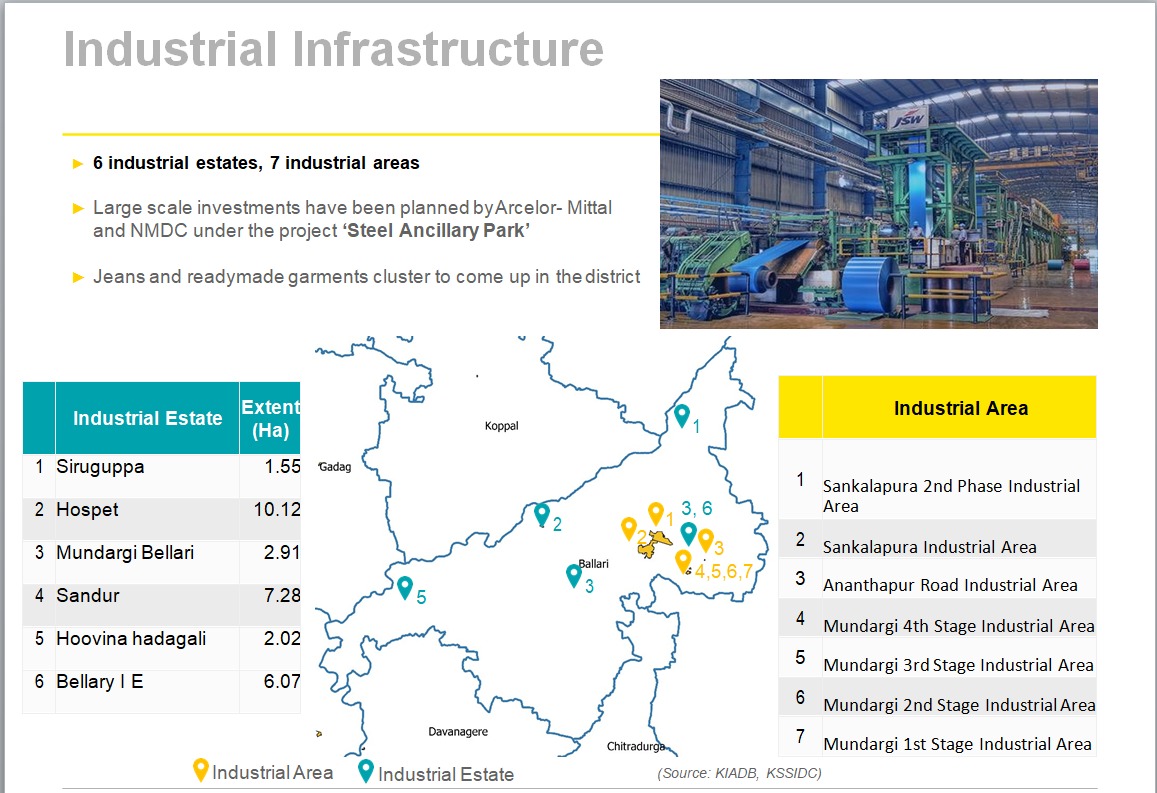 Industrial Infrastructure
JSW
6 industrial estates, 7 industrial areas
Large scale investments have been planned by Arcelor- Mittal
and NMDC under the project ‘Steel Ancillary Park’
Jeans and readymade garments cluster to come up in the district
Industrial Estate Extent (Ha)
1 Siruguppa 1.55
2 Hospet 10.12
3 Mundargi Bellari 2.91
4 Sandur 7.28
5 Hoovina hadagali 2.02
6 Bellary I E 6.07
Koppal
Gadag
1
2
3, 6
1
2
3
4,5,6,7
Ballari
3
5
Davanagere
Chitradurga
Industrial Area
1 Sankalapura 2nd Phase Industrial
Area
2 Sankalapura Industrial Area
3 Ananthapur Road Industrial Area
4 Mundargi 4th Stage Industrial Area
5 Mundargi 3rd Stage Industrial Area
6 Mundargi 2nd Stage Industrial Area
7 Mundargi 1st Stage Industrial Area
Industrial Area Industrial Estate
(Source: KIADB, KSSIDC)